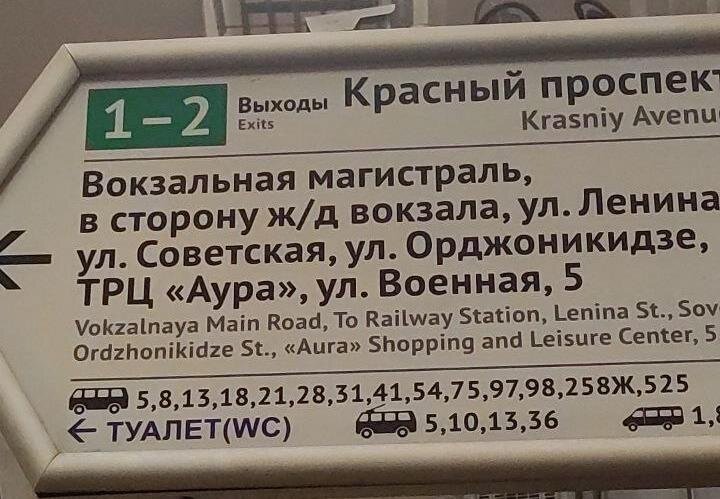 1–2 Выходы Красный проспект
Exits Krasniy Avenu
Вокзальная магистраль,
в сторону ж/д вокзала, ул. Ленина
ул. Советская, ул. Орджоникидзе,
ТРЦ «Аура», ул. Военная, 5
Vokzalnaya Main Road, To Railway Station, Lenina St., Sov
Ordzhonikidze St., «Aura» Shopping and Leisure Center, 5
5,8,13,18,21,28,31,41,54,75,97,98,258Ж,525
← ТУАЛЕТ(WC) 5,10,13,36 1,8